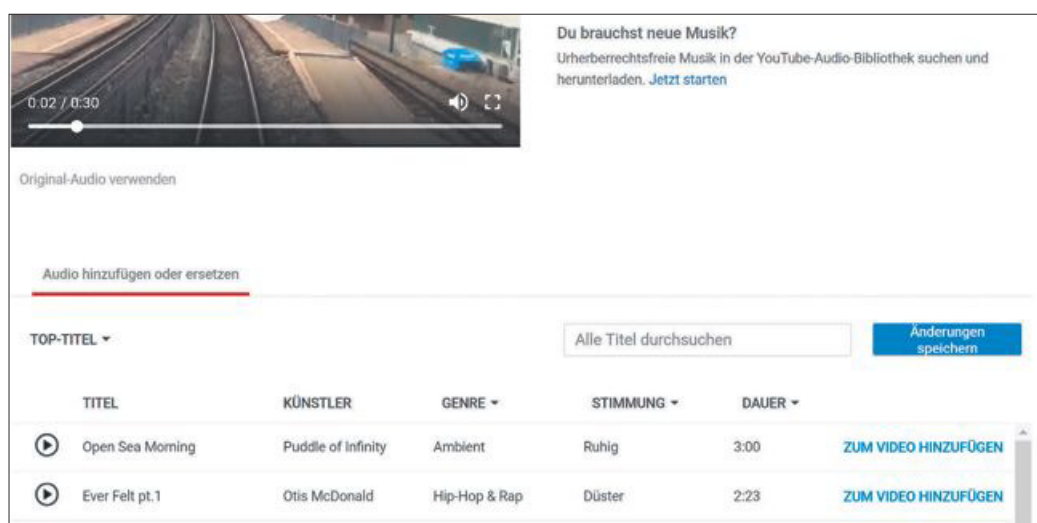 Du brauchst neue Musik?
Urherberrechtsfreie Musik in der YouTube-Audio-Bibliothek suchen und
herunterladen. Jetzt starten
0:02 / 0:30
Original-Audio verwenden
Audio hinzufügen oder ersetzen
TOP-TITEL
Alle Titel durchsuchen
Änderungen
speichern
TITEL KÜNSTLER GENRE STIMMUNG DAUER
Open Sea Morning Puddle of Infinity Ambient Ruhig 3:00 ZUM VIDEO HINZUFÜGEN
Ever Felt pt.1 Otis McDonald Hip-Hop & Rap Düster 2:23 ZUM VIDEO HINZUFÜGEN